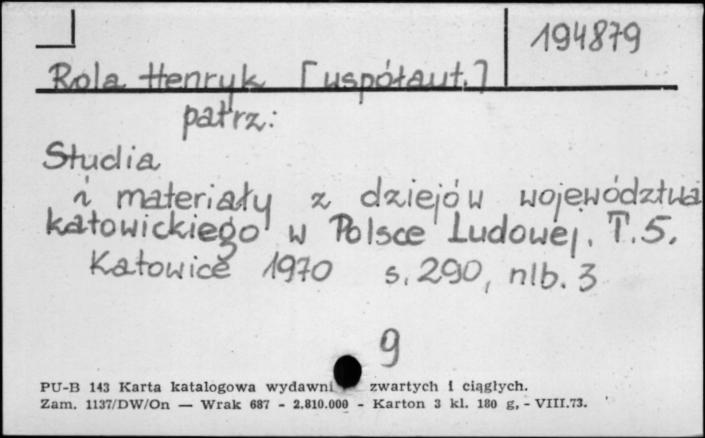 194879
Rola Henryk [współaut.]
patrz:
Studia
i materiały z dziejów województwa
katowickiego w Polsce Ludowej. T.5.
Katowice 1970 s. 290, nlb. 3
9
PU-B 143 Karta katalogowa wydawni zwartych i ciągłych.
Zam. 1137/DW/On — Wrak 687 - 2.810.000 - Karton 3 kl. 180 g. - VIII.73.